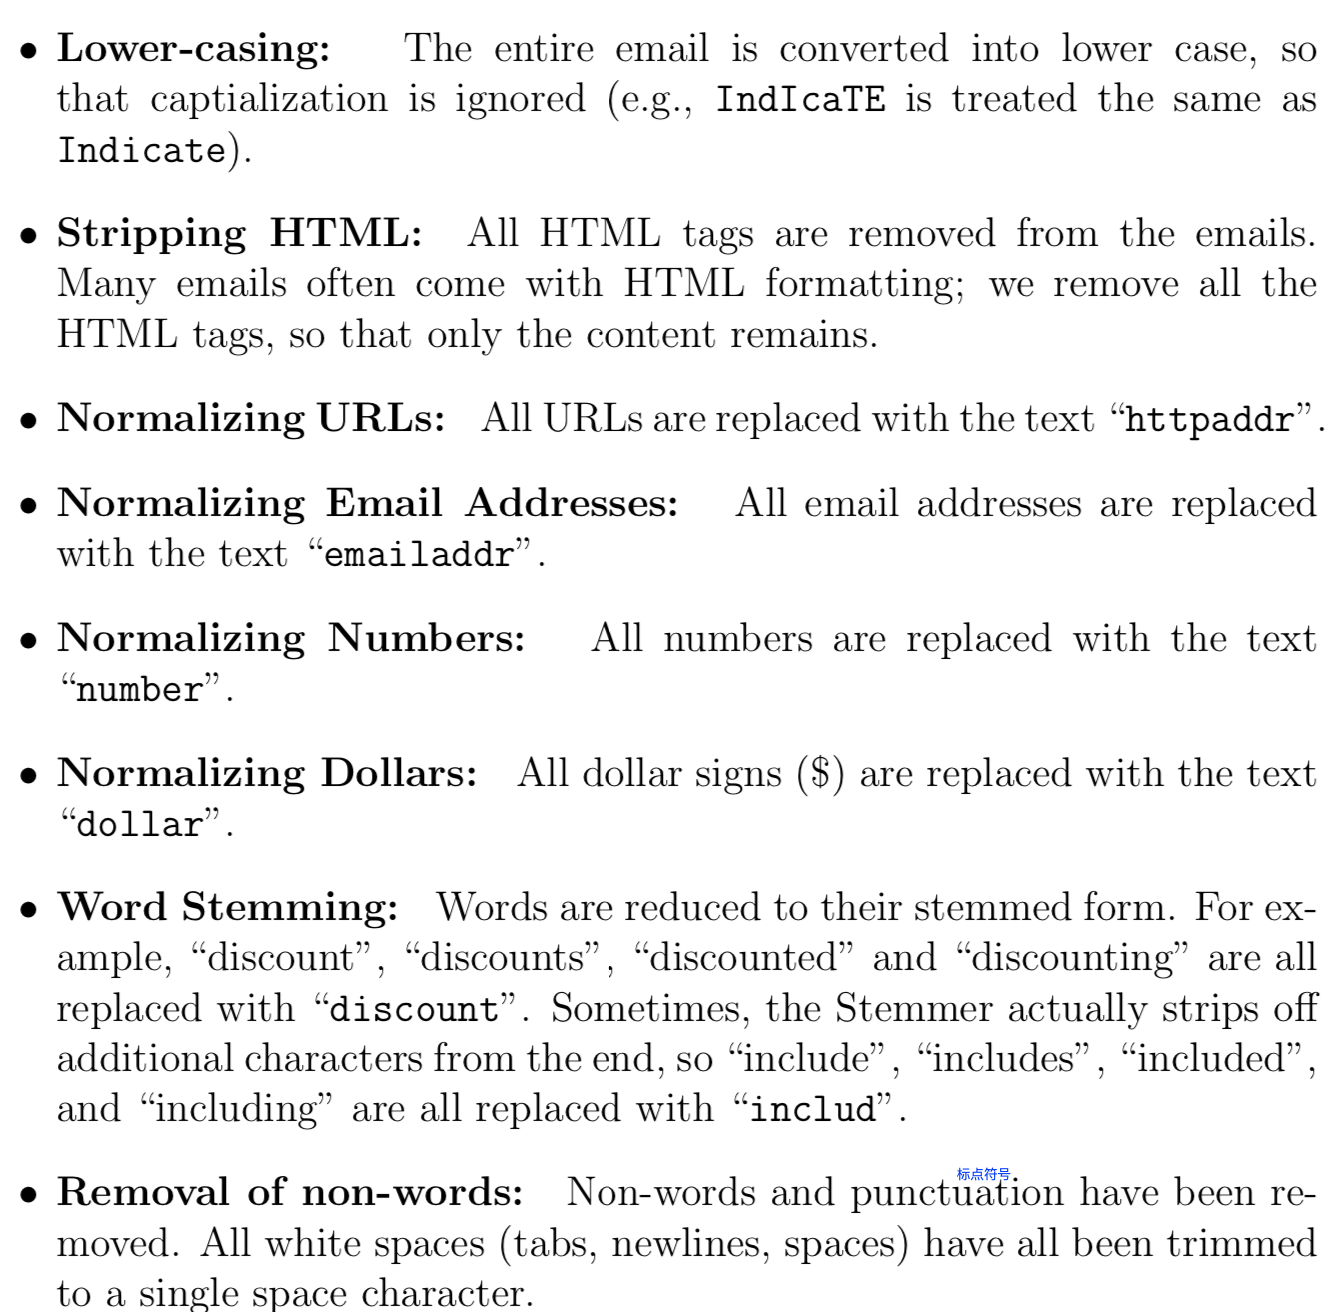 • Lower-casing: The entire email is converted into lower case, so
that captialization is ignored (e.g., IndIcaTE is treated the same as
Indicate).
• Stripping HTML: All HTML tags are removed from the emails.
Many emails often come with HTML formatting; we remove all the
HTML tags, so that only the content remains.
• Normalizing URLs: All URLs are replaced with the text “httpaddr”.
• Normalizing Email Addresses: All email addresses are replaced
with the text “emailaddr”.
• Normalizing Numbers: All numbers are replaced with the text
“number”.
• Normalizing Dollars: All dollar signs ($) are replaced with the text
“dollar”.
• Word Stemming: Words are reduced to their stemmed form. For ex-
ample, “discount”, “discounts”, “discounted” and “discounting” are all
replaced with “discount”. Sometimes, the Stemmer actually strips off
additional characters from the end, so “include”, “includes”, “included”,
and “including” are all replaced with “includ”.
标点符号
• Removal of non-words: Non-words and punctuation have been re-
moved. All white spaces (tabs, newlines, spaces) have all been trimmed
to a single space character.